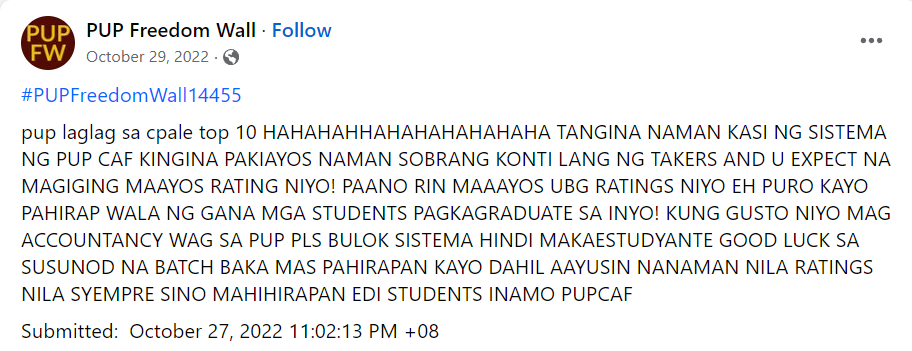 PUP FW
PUP Freedom Wall · Follow
October 29, 2022 ·
#PUPFreedomWall14455
pup laglag sa cpale top 10 HAHAHAHHAHAHAHAHAHAHA TANGINA NAMAN KASI NG SISTEMA
NG PUP CAF KINGINA PAKIAYOS NAMAN SOBRANG KONTI LANG NG TAKERS AND U EXPECT NA
MAGIGING MAAYOS RATING NIYO! PAANO RIN MAAAYOS UBG RATINGS NIYO EH PURO KAYO
PAHIRAP WALA NG GANA MGA STUDENTS PAGKAGRADUATE SA INYO! KUNG GUSTO NIYO MAG
ACCOUNTANCY WAG SA PUP PLS BULOK SISTEMA HINDI MAKAESTUDYANTE GOOD LUCK SA
SUSUNOD NA BATCH BAKA MAS PAHIRAPAN KAYO DAHIL AAYUSIN NANAMAN NILA RATINGS
NILA SYEMPRE SINO MAHIHIRAPAN EDI STUDENTS INAMO PUPCAF
Submitted: October 27, 2022 11:02:13 PM +08